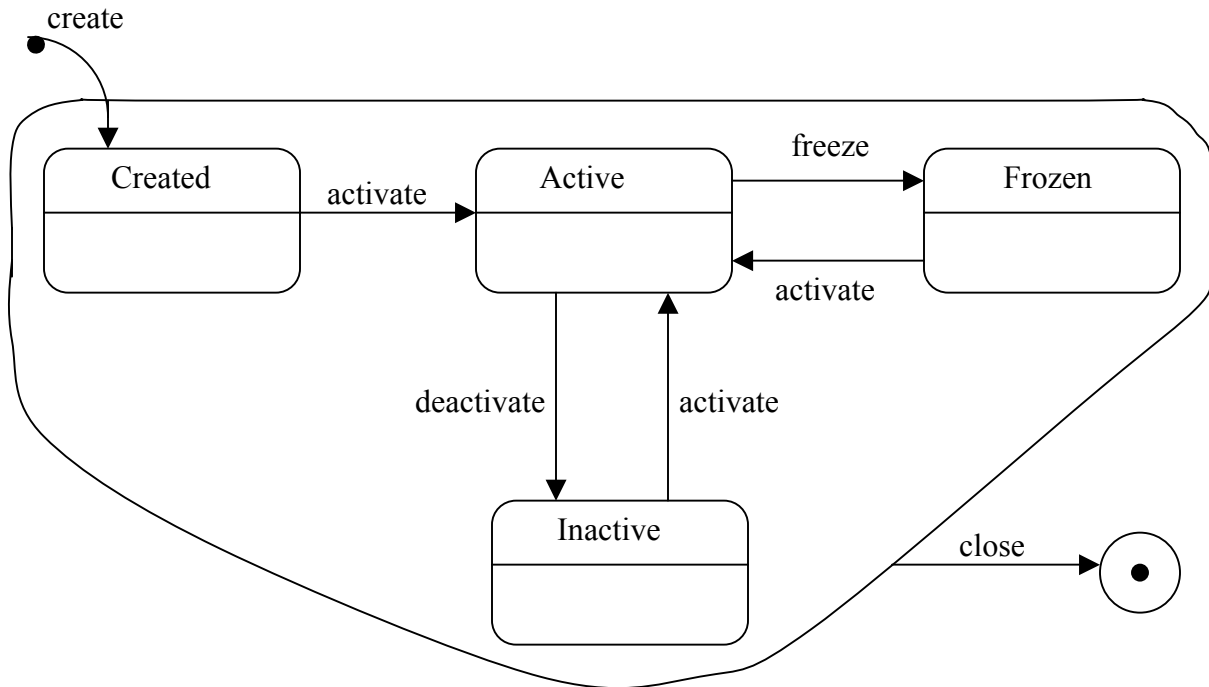 create
Created
activate
Active
freeze
Frozen
activate
deactivate
activate
Inactive
close